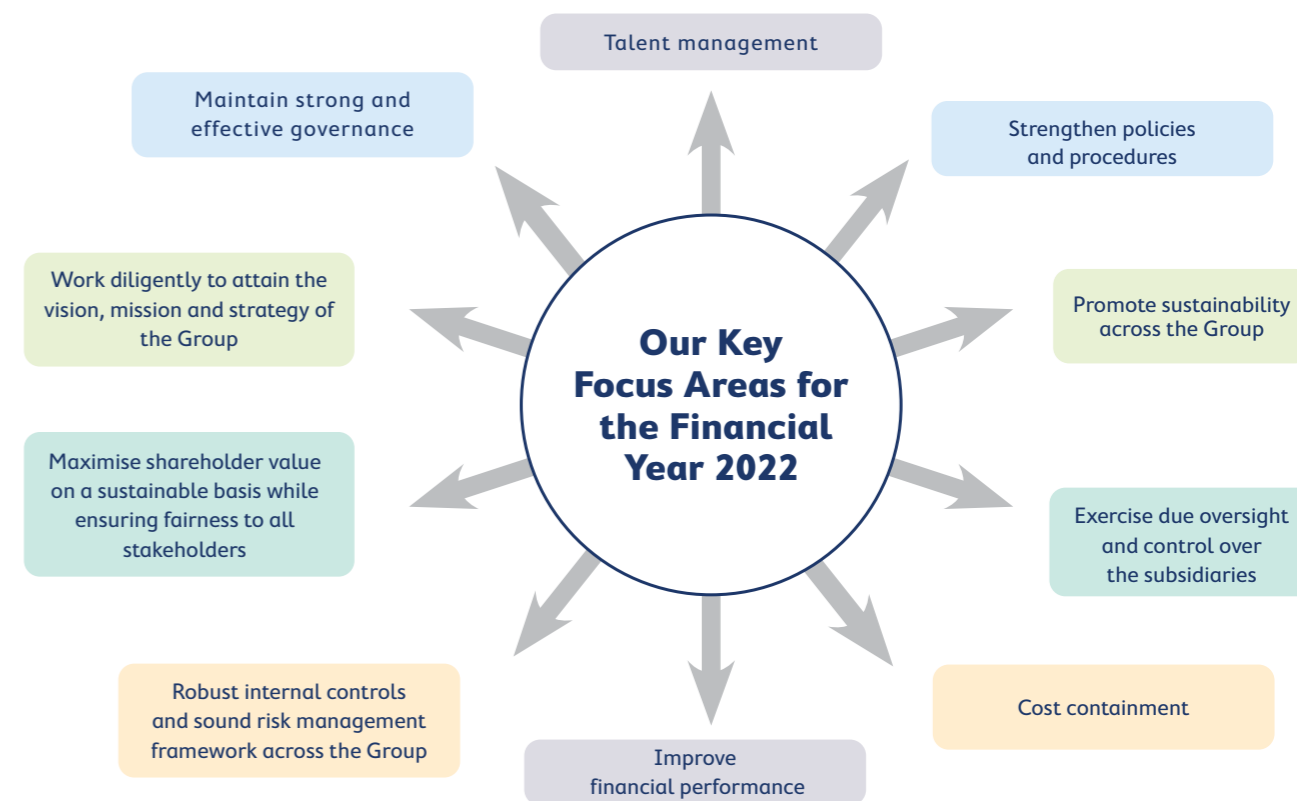 Talent management
Maintain strong and
effective governance
Strengthen policies
and procedures
Work diligently to attain the
vision, mission and strategy of
the Group
Promote sustainability
across the Group
Our Key
Focus Areas for
the Financial
Year 2022
Maximise shareholder value
on a sustainable basis while
ensuring fairness to all
stakeholders
Exercise due oversight
and control over
the subsidiaries
Robust internal controls
and sound risk management
framework across the Group
Cost containment
Improve
financial performance